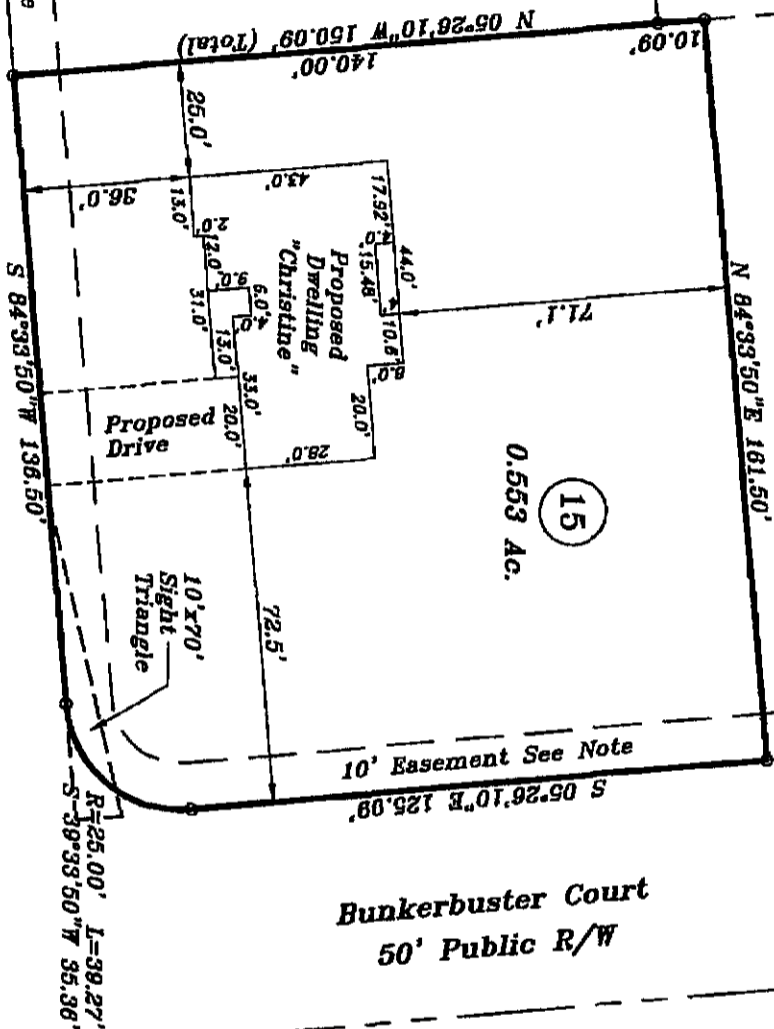 N 05°26'10"W 150.09' (Total)
140.00'
10.09'
N 84°33'50"E 161.50'
25.0'
36.0'
43.0'
13.0'
2.0'
12.0'
9.0'
31.0'
6.0'
4.0'
13.0'
33.0'
20.0'
28.0'
17.92'
4.0'
15.48'
44.0'
4'
10.6'
8.0'
20.0'
71.1'
Proposed
Dwelling
"Christine"
Proposed
Drive
15
0.553 Ac.
72.5'
10'x70'
Sight
Triangle
S 84°33'50"W 136.50'
10' Easement See Note
S 05°26'10"E 125.09'
R=25.00' L=39.27'
S 39°33'50"W 35.36'
Bunkerbuster Court
50' Public R/W